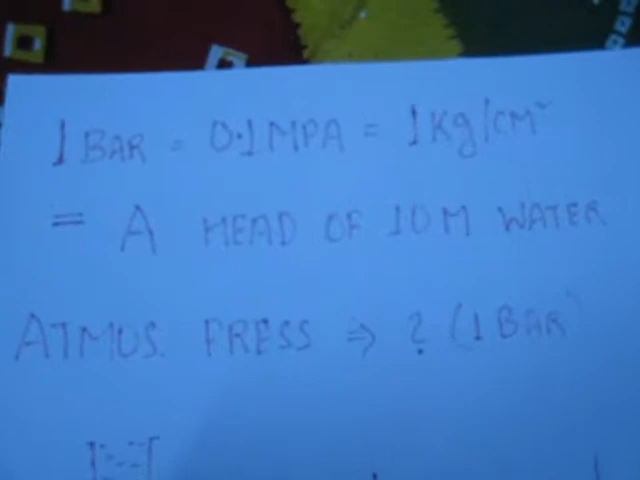 1 BAR = 0.1 MPA = 1 Kg/CM²
= A HEAD OF 10 M WATER
ATMOS. PRESS ⇒ ? (1 BAR)